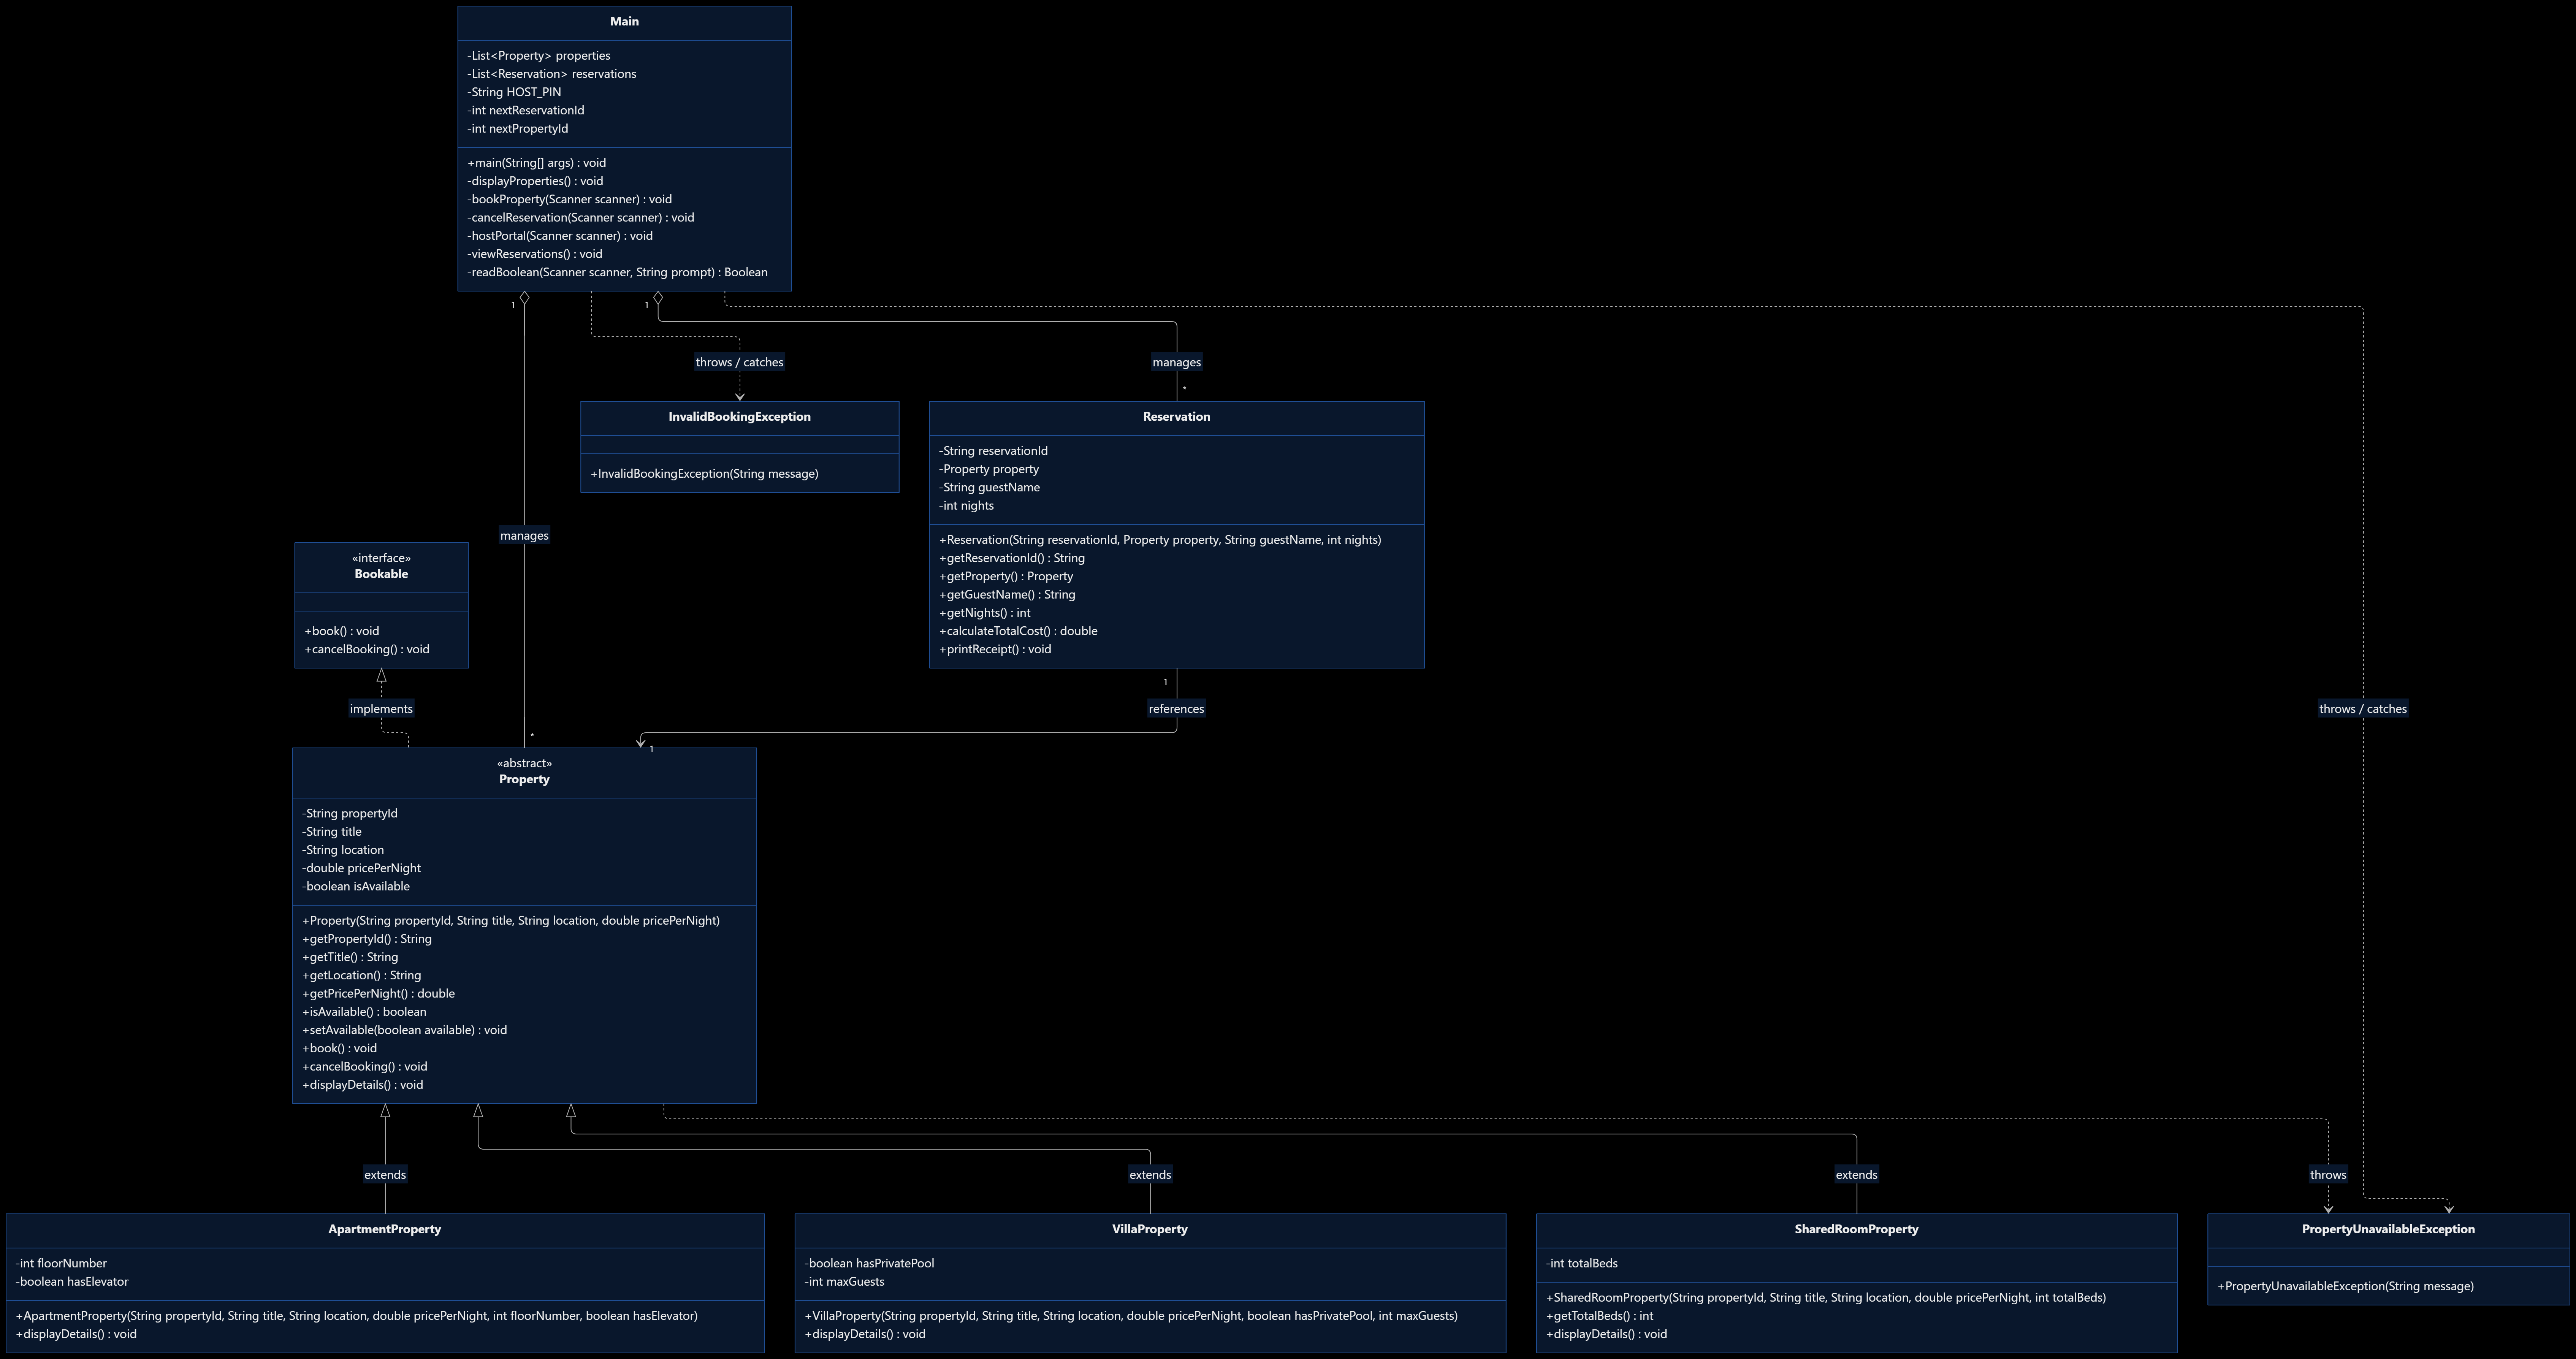 Main
-List<Property> properties
-List<Reservation> reservations
-String HOST_PIN
-int nextReservationId
-int nextPropertyId
+main(String[] args) : void
-displayProperties() : void
-bookProperty(Scanner scanner) : void
-cancelReservation(Scanner scanner) : void
-hostPortal(Scanner scanner) : void
-viewReservations() : void
-readBoolean(Scanner scanner, String prompt) : Boolean
1
1
throws / catches
manages
*
InvalidBookingException
+InvalidBookingException(String message)
Reservation
-String reservationId
-Property property
-String guestName
-int nights
+Reservation(String reservationId, Property property, String guestName, int nights)
+getReservationId() : String
+getProperty() : Property
+getGuestName() : String
+getNights() : int
+calculateTotalCost() : double
+printReceipt() : void
manages
«interface»
Bookable
+book() : void
+cancelBooking() : void
1
implements
references
throws / catches
*
1
«abstract»
Property
-String propertyId
-String title
-String location
-double pricePerNight
-boolean isAvailable
+Property(String propertyId, String title, String location, double pricePerNight)
+getPropertyId() : String
+getTitle() : String
+getLocation() : String
+getPricePerNight() : double
+isAvailable() : boolean
+setAvailable(boolean available) : void
+book() : void
+cancelBooking() : void
+displayDetails() : void
extends
extends
extends
throws
ApartmentProperty
-int floorNumber
-boolean hasElevator
+ApartmentProperty(String propertyId, String title, String location, double pricePerNight, int floorNumber, boolean hasElevator)
+displayDetails() : void
VillaProperty
-boolean hasPrivatePool
-int maxGuests
+VillaProperty(String propertyId, String title, String location, double pricePerNight, boolean hasPrivatePool, int maxGuests)
+displayDetails() : void
SharedRoomProperty
-int totalBeds
+SharedRoomProperty(String propertyId, String title, String location, double pricePerNight, int totalBeds)
+getTotalBeds() : int
+displayDetails() : void
PropertyUnavailableException
+PropertyUnavailableException(String message)